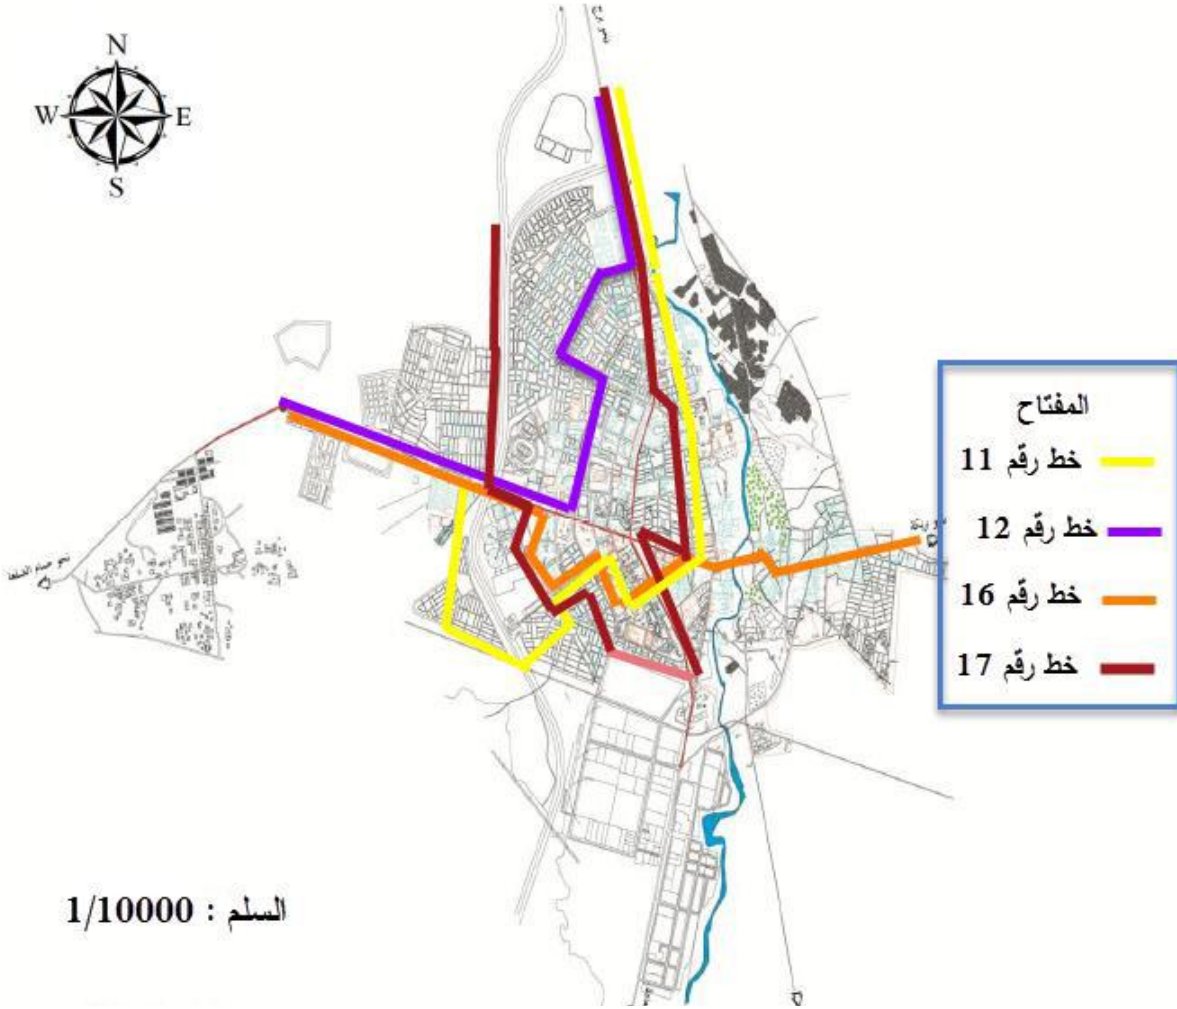 N
W E
S
المفتاح
خط رقم 11
خط رقم 12
خط رقم 16
خط رقم 17
السلم : 1/10000